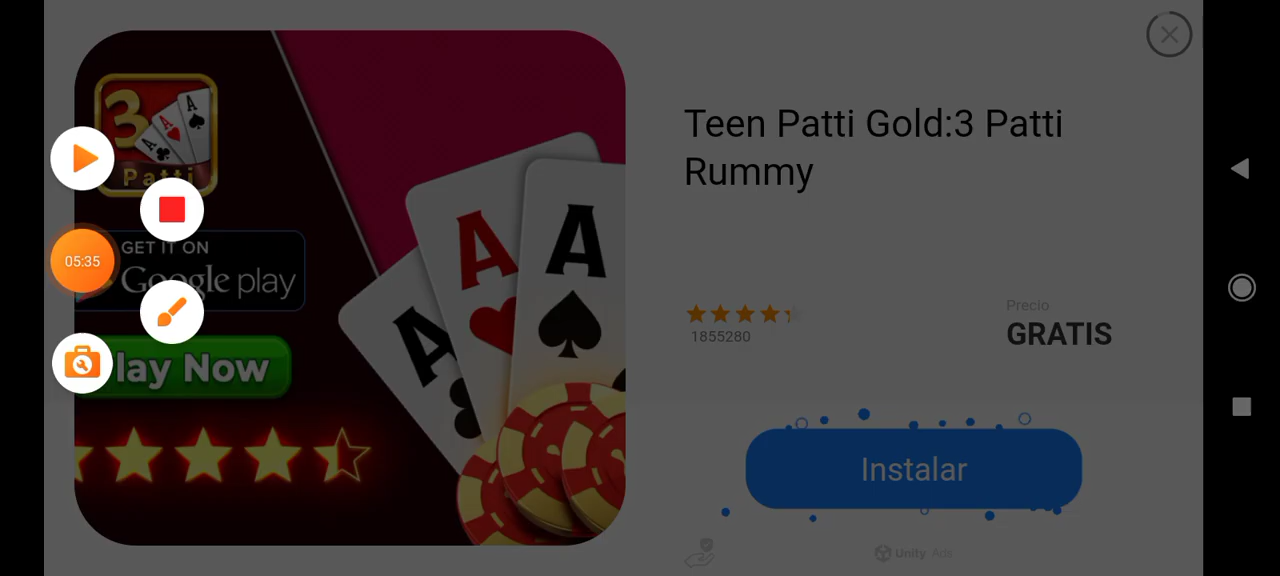 Teen Patti Gold:3 Patti
Rummy
3
A
A
A
Patti
GET IT ON
Google play
05:35
lay Now
A
A
A
1855280
Precio
GRATIS
Instalar
Unity Ads